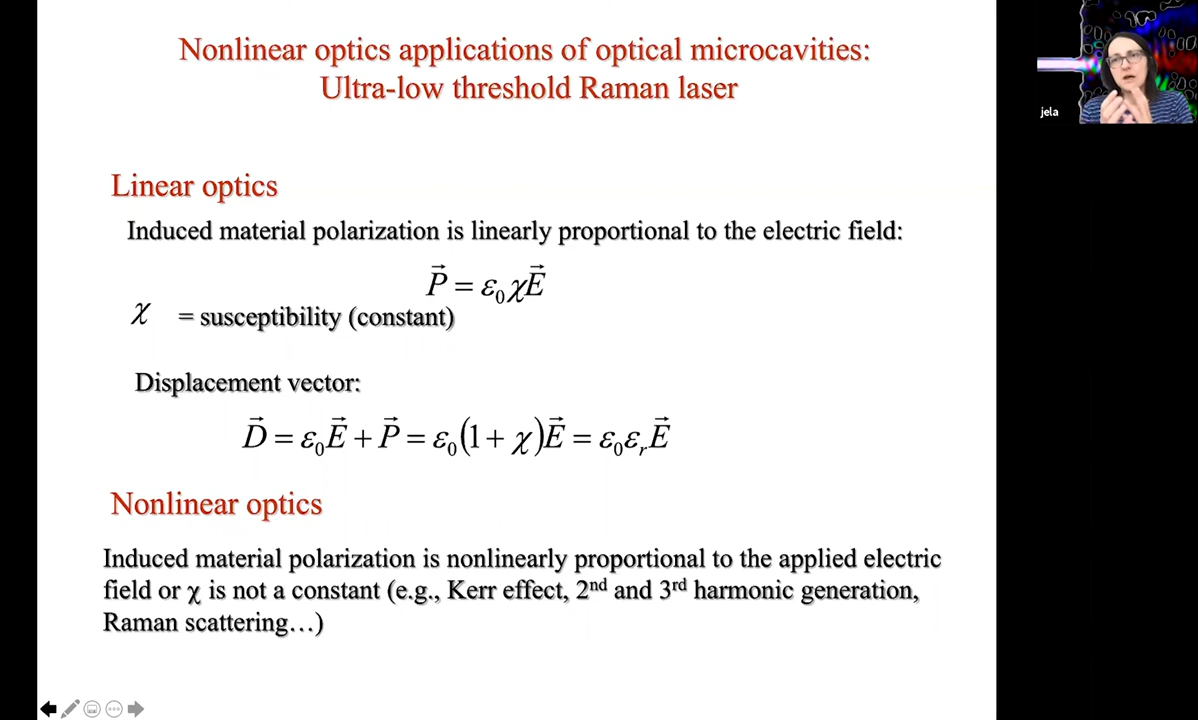 Nonlinear optics applications of optical microcavities:
Ultra-low threshold Raman laser
jela
Linear optics
Induced material polarization is linearly proportional to the electric field:
P⃗ = ε₀χE⃗
χ = susceptibility (constant)
Displacement vector:
D⃗ = ε₀E⃗ + P⃗ = ε₀(1 + χ)E⃗ = ε₀εᵣE⃗
Nonlinear optics
Induced material polarization is nonlinearly proportional to the applied electric
field or χ is not a constant (e.g., Kerr effect, 2nd and 3rd harmonic generation,
Raman scattering…)